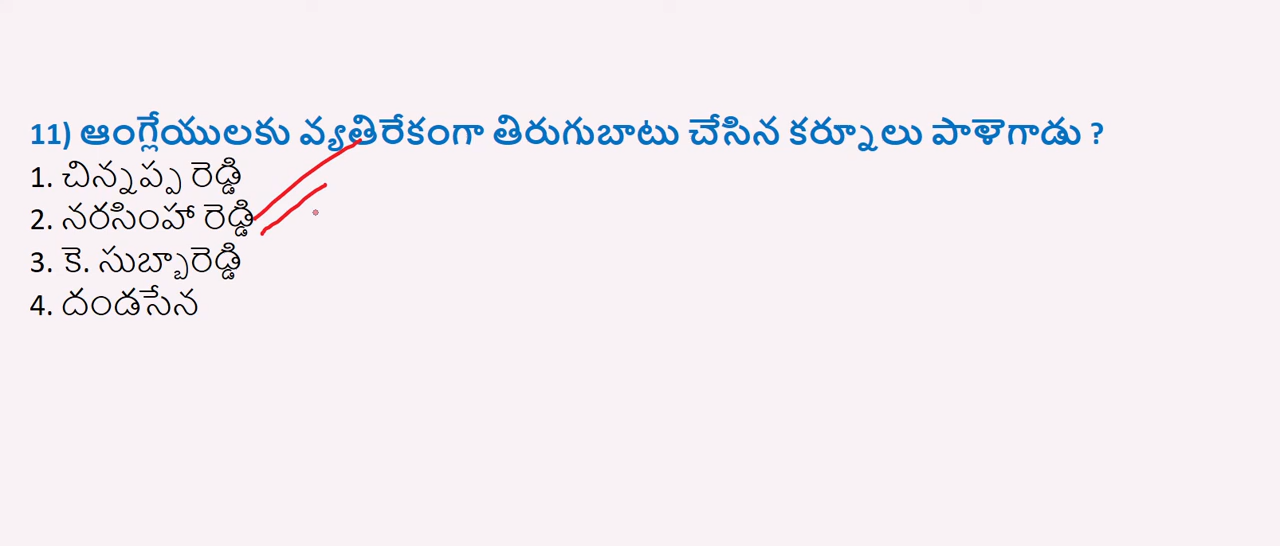 11) ఆంగ్లేయులకు వ్యతిరేకంగా తిరుగుబాటు చేసిన కర్నూలు పాళెగాడు ?
1. చిన్నప్ప రెడ్డి
2. నరసింహా రెడ్డి
3. కె. సుబ్బారెడ్డి
4. దండసేన